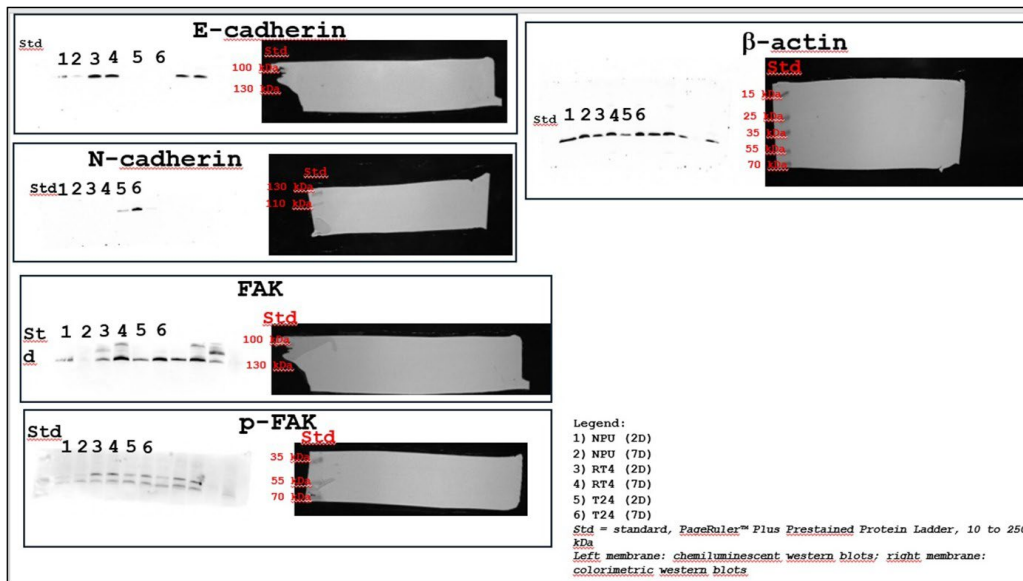 E-cadherin
Std
1 2 3 4 5 6
Std
100 kDa
130 kDa
β-actin
Std
1 2 3 4 5 6
Std
15 kDa
25 kDa
35 kDa
55 kDa
70 kDa
N-cadherin
Std 1 2 3 4 5 6
Std
130 kDa
110 kDa
FAK
St
d
1 2 3 4 5 6
Std
100 kDa
130 kDa
p-FAK
Std
1 2 3 4 5 6
Std
35 kDa
55 kDa
70 kDa
Legend:
1) NPU (2D)
2) NPU (7D)
3) RT4 (2D)
4) RT4 (7D)
5) T24 (2D)
6) T24 (7D)
Std = standard, PageRuler™ Plus Prestained Protein Ladder, 10 to 250
kDa
Left membrane: chemiluminescent western blots; right membrane:
colorimetric western blots